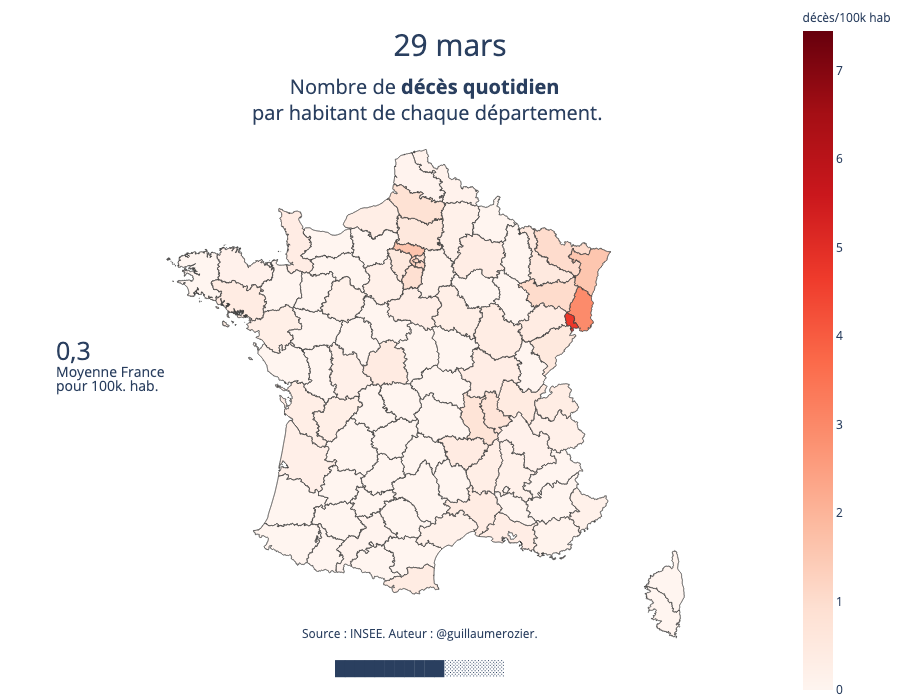 décès/100k hab
29 mars
Nombre de décès quotidien
par habitant de chaque département.
7
6
5
4
3
2
1
0
0,3
Moyenne France
pour 100k. hab.
Source : INSEE. Auteur : @guillaumerozier.